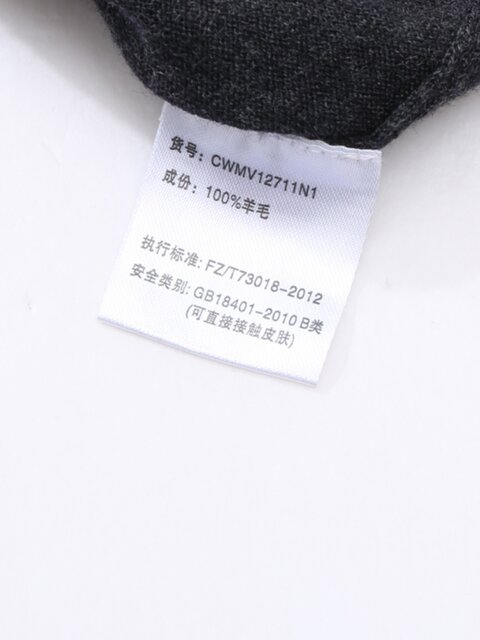 货号: CWMV12711N1
成份: 100%羊毛
执行标准: FZ/T73018-2012
安全类别: GB18401-2010 B类
(可直接接触皮肤)